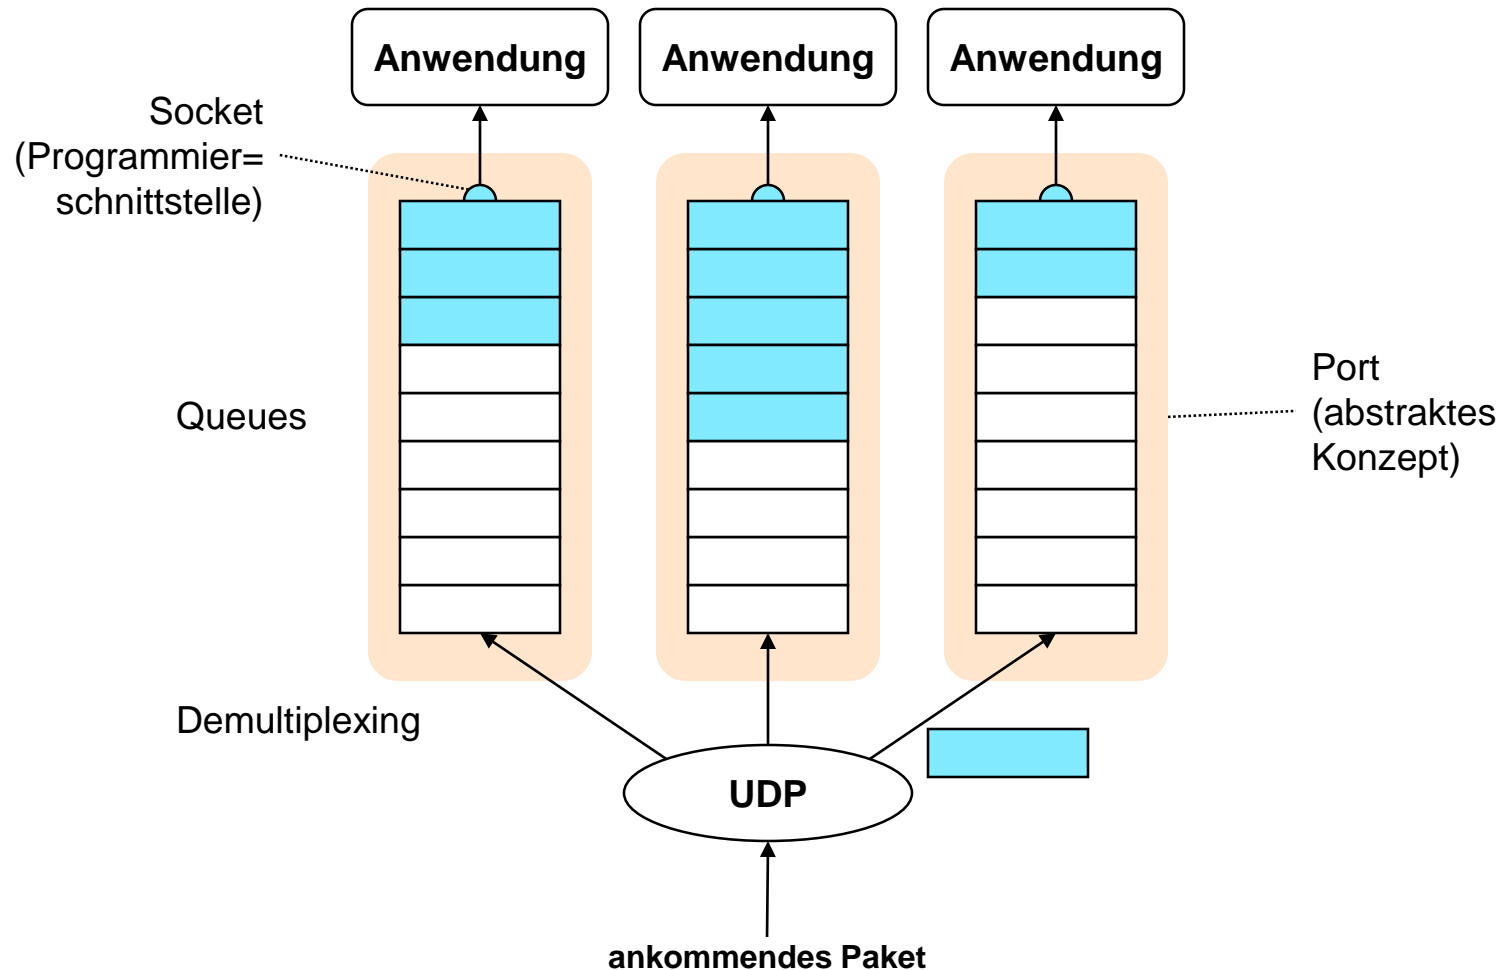 Anwendung
Anwendung
Anwendung
Socket
(Programmier=
schnittstelle)
Port
(abstraktes
Konzept)
Queues
Demultiplexing
UDP
ankommendes Paket